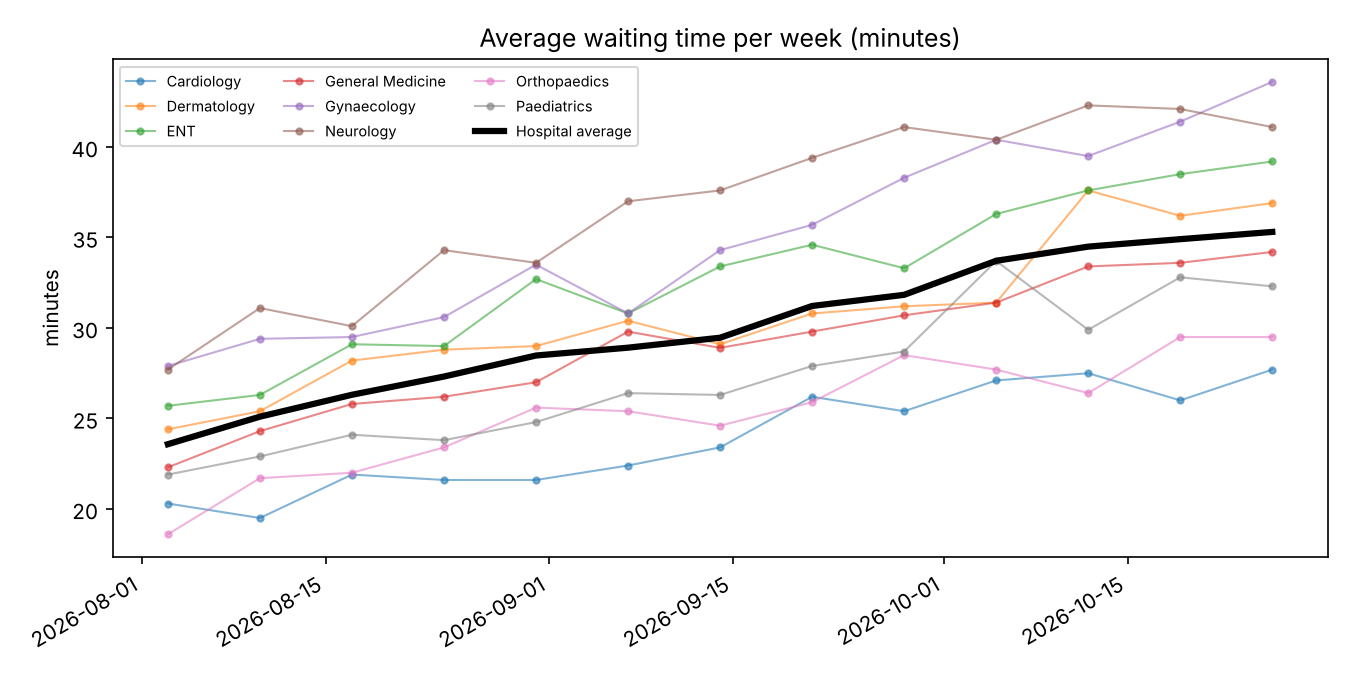 Average waiting time per week (minutes)
Cardiology
Dermatology
ENT
General Medicine
Gynaecology
Neurology
Orthopaedics
Paediatrics
Hospital average
minutes
40
35
30
25
20
2026-08-01
2026-08-15
2026-09-01
2026-09-15
2026-10-01
2026-10-15